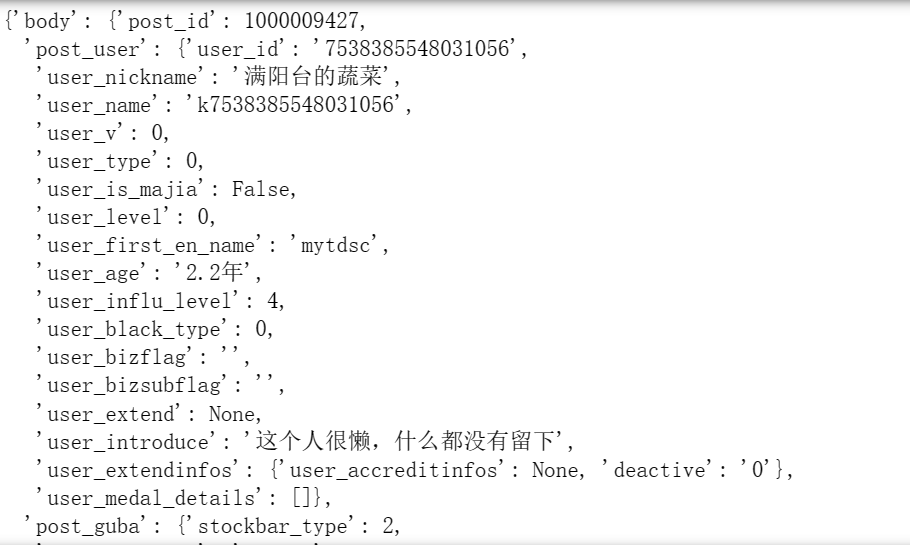 {'body': {'post_id': 1000009427,
'post_user': {'user_id': '7538385548031056',
'user_nickname': '满阳台的蔬菜',
'user_name': 'k7538385548031056',
'user_v': 0,
'user_type': 0,
'user_is_majia': False,
'user_level': 0,
'user_first_en_name': 'mytdsc',
'user_age': '2.2年',
'user_influ_level': 4,
'user_black_type': 0,
'user_bizflag': '',
'user_bizsubflag': '',
'user_extend': None,
'user_introduce': '这个人很懒，什么都没有留下',
'user_extendinfos': {'user_accreditinfos': None, 'deactive': '0'},
'user_medal_details': []},
'post_guba': {'stockbar_type': 2,